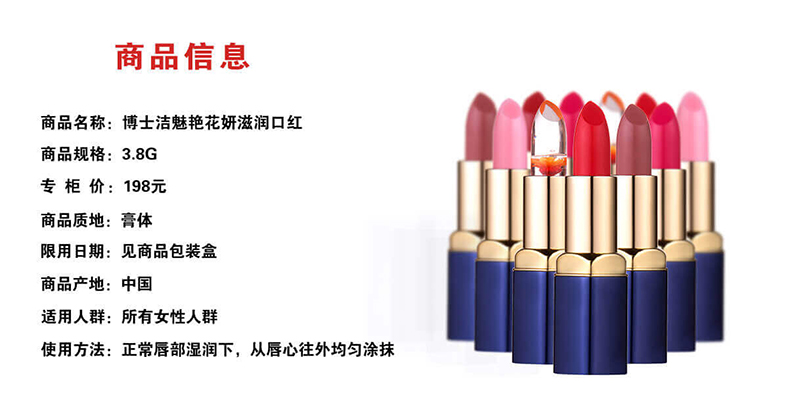 商品信息
商品名称：博士洁魅艳花妍滋润口红
商品规格：3.8G
专 柜 价：198元
商品质地：膏体
限用日期：见商品包装盒
商品产地：中国
适用人群：所有女性人群
使用方法：正常唇部湿润下，从唇心往外均匀涂抹